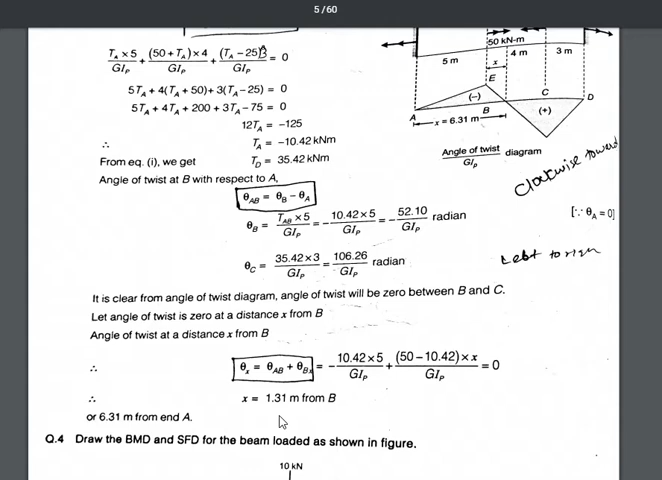 5 / 60
T_A × 5/GI_P + (50 + T_A) × 4/GI_P + (T_A − 25)3/GI_P = 0
5T_A + 4(T_A + 50) + 3(T_A − 25) = 0
5T_A + 4T_A + 200 + 3T_A − 75 = 0
12T_A = −125
∴ T_A = −10.42 kNm
From eq. (i), we get T_D = 35.42 kNm
Angle of twist at B with respect to A,
θ_AB = θ_B − θ_A
θ_B = T_AB × 5/GI_P = −10.42 × 5/GI_P = −52.10/GI_P radian [∵ θ_A = 0]
θ_C = 35.42 × 3/GI_P = 106.26/GI_P radian
50 kN-m
5 m x 4 m 3 m
E
C
D
(−) (+)
A B
x = 6.31 m
Angle of twist/GI_P diagram
Clockwise toward
It is clear from angle of twist diagram, angle of twist will be zero between B and C.
Let angle of twist is zero at a distance x from B
Angle of twist at a distance x from B
∴ θ_x = θ_AB + θ_Bx = −10.42 × 5/GI_P + (50 − 10.42) × x/GI_P = 0
∴ x = 1.31 m from B
or 6.31 m from end A.
Q.4 Draw the BMD and SFD for the beam loaded as shown in figure.
10 kN